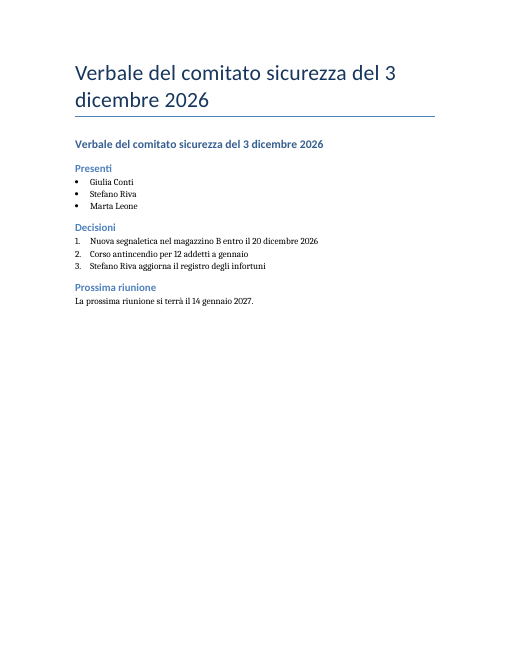 Verbale del comitato sicurezza del 3
dicembre 2026
Verbale del comitato sicurezza del 3 dicembre 2026
Presenti
• Giulia Conti
• Stefano Riva
• Marta Leone
Decisioni
1. Nuova segnaletica nel magazzino B entro il 20 dicembre 2026
2. Corso antincendio per 12 addetti a gennaio
3. Stefano Riva aggiorna il registro degli infortuni
Prossima riunione
La prossima riunione si terrà il 14 gennaio 2027.